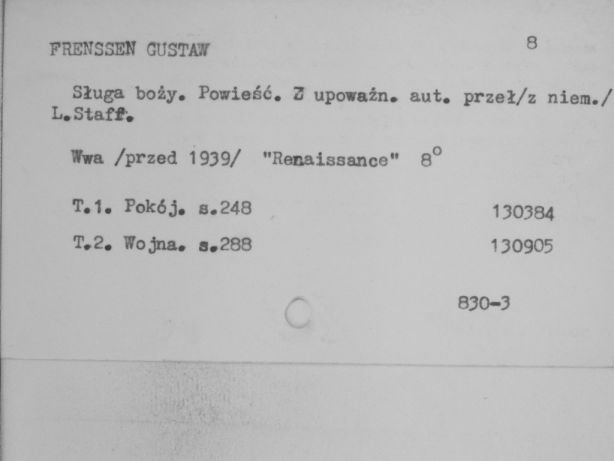 8
FRENSSEN GUSTAW
Sługa boży. Powieść. Z upoważn. aut. przeł/z niem./
L.Staff.
Wwa /przed 1939/ "Renaissance" 8°
T.1. Pokój. s.248 130384
T.2. Wojna. s.288 130905
830-3